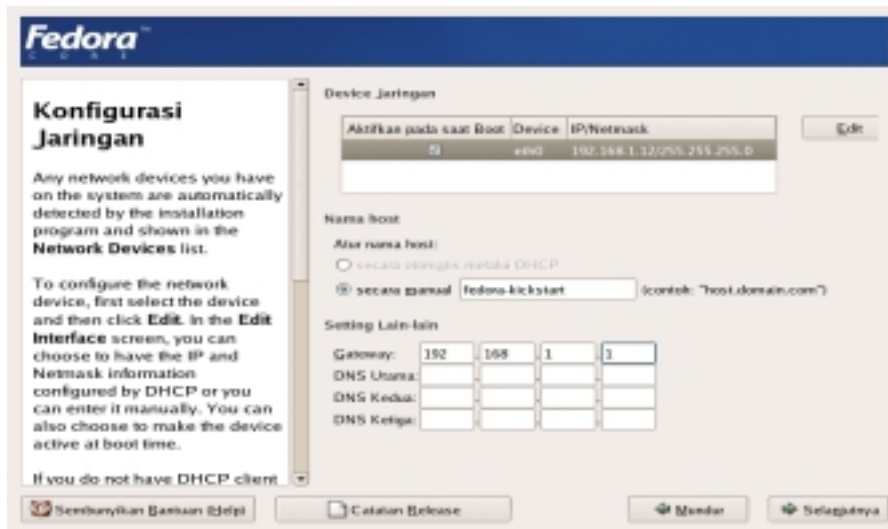 Fedora
CORE
Konfigurasi
Jaringan
Any network devices you have
on the system are automatically
detected by the installation
program and shown in the
Network Devices list.
To configure the network
device, first select the device
and then click Edit. In the Edit
Interface screen, you can
choose to have the IP and
Netmask information
configured by DHCP or you
can enter it manually. You can
also choose to make the device
active at boot time.
If you do not have DHCP client
Device Jaringan
Aktifkan pada saat Boot Device IP/Netmask
eth0 192.168.1.12/255.255.255.0
Edit
Nama host
Atur nama host:
secara otomatis melalui DHCP
secara manual fedora-kickstart (contoh: "host.domain.com")
Setting Lain-lain
Gateway: 192 . 168 . 1 . 1
DNS Utama: . . .
DNS Kedua: . . .
DNS Ketiga: . . .
Sembunyikan Bantuan (Help)
Catatan Release
Mundur
Selanjutnya